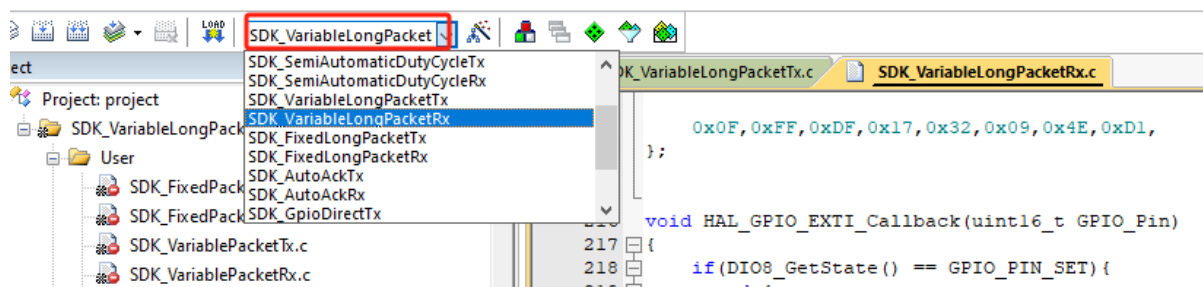 LOAD
SDK_VariableLongPacket
ect
SDK_SemiAutomaticDutyCycleTx
SDK_SemiAutomaticDutyCycleRx
SDK_VariableLongPacketTx
SDK_VariableLongPacketRx
SDK_FixedLongPacketTx
SDK_FixedLongPacketRx
SDK_AutoAckTx
SDK_AutoAckRx
SDK_GpioDirectTx
Project: project
SDK_VariableLongPack
User
SDK_FixedPack
SDK_FixedPack
SDK_VariablePacketTx.c
SDK_VariablePacketRx.c
DK_VariableLongPacketTx.c
SDK_VariableLongPacketRx.c
0x0F,0xFF,0xDF,0x17,0x32,0x09,0x4E,0xD1,
};
void HAL_GPIO_EXTI_Callback(uint16_t GPIO_Pin)
217 {
218 if(DIO8_GetState() == GPIO_PIN_SET){